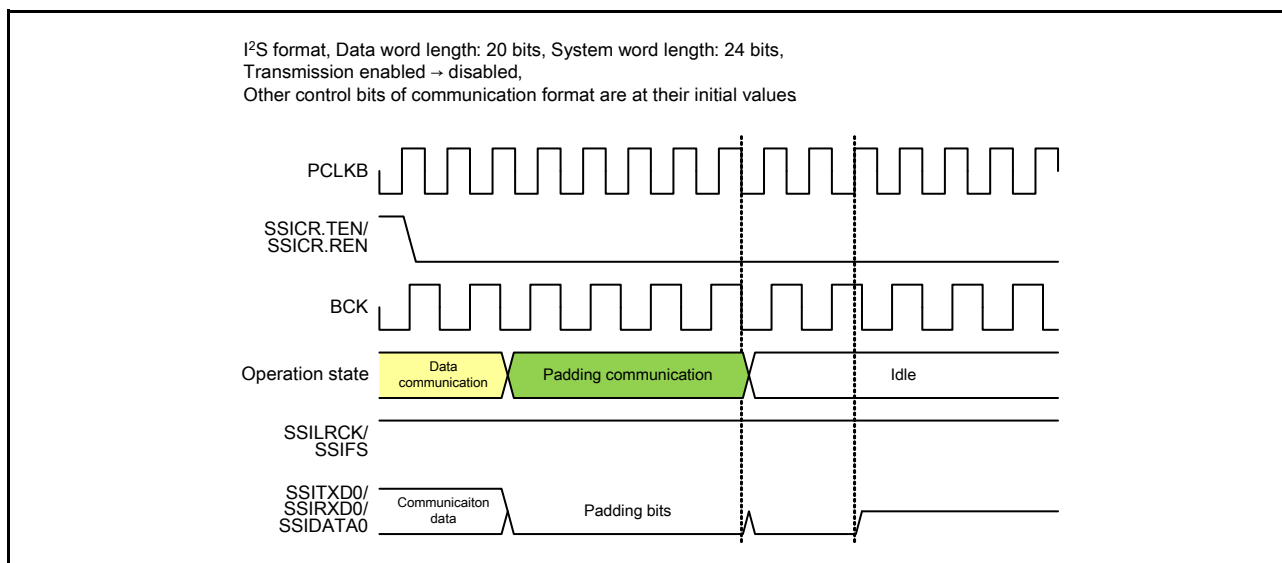 I²S format, Data word length: 20 bits, System word length: 24 bits,
Transmission enabled → disabled,
Other control bits of communication format are at their initial values.
PCLKB
SSICR.TEN/
SSICR.REN
BCK
Operation state
Data
communication
Padding communication
Idle
SSILRCK/
SSIFS
SSITXD0/
SSIRXD0/
SSIDATA0
Communicaiton
data
Padding bits